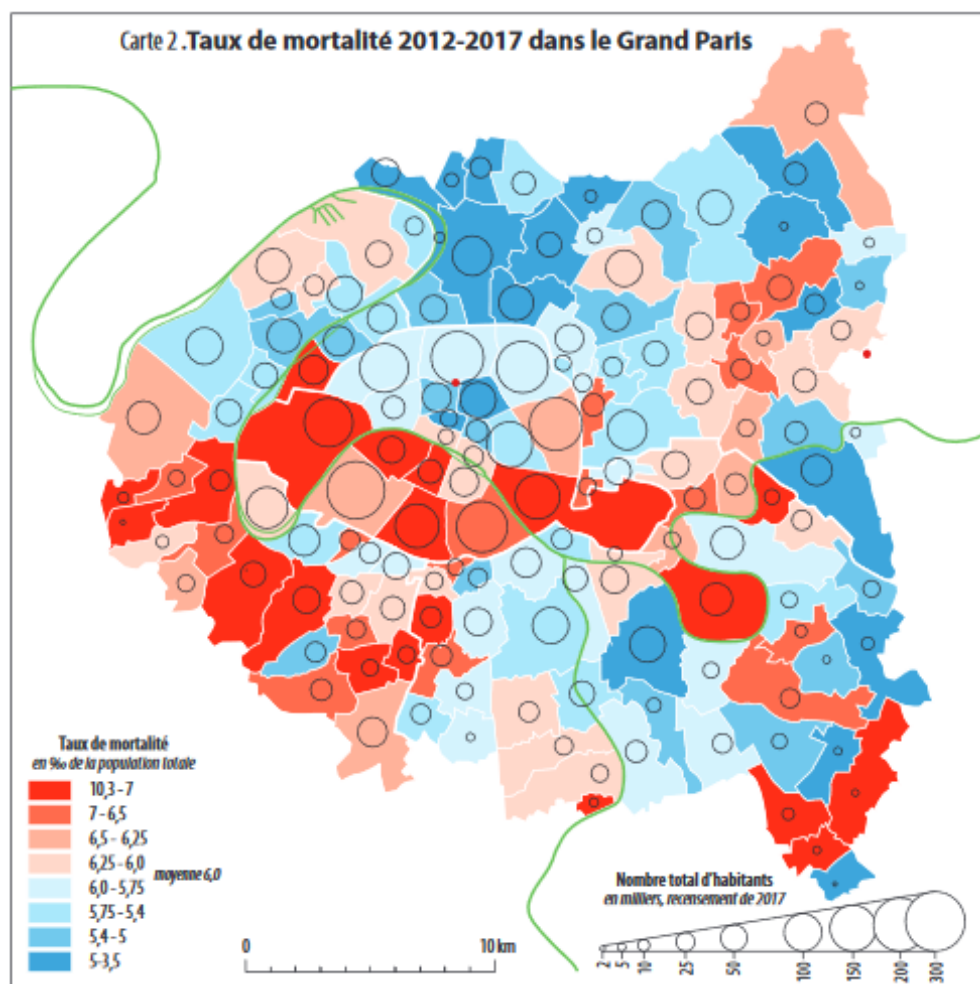 Carte 2 .Taux de mortalité 2012-2017 dans le Grand Paris
Taux de mortalité
en ‰ de la population totale
10,3 - 7
7 - 6,5
6,5 - 6,25
6,25 - 6,0
moyenne 6,0
6,0 - 5,75
5,75 - 5,4
5,4 - 5
5- 3,5
0 10 km
Nombre total d'habitants
en milliers, recensement de 2017
2 5 10 25 50 100 150 200 300